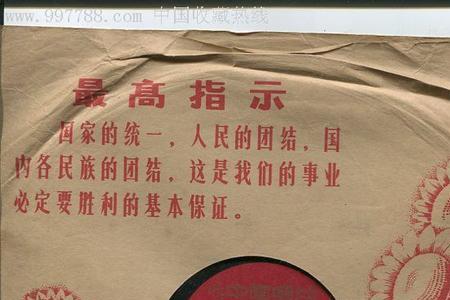 www.997788.com 中国收藏热线
最高指示
国家的统一，人民的团结，国
内各民族的团结，这是我们的事业
必定要胜利的基本保证。